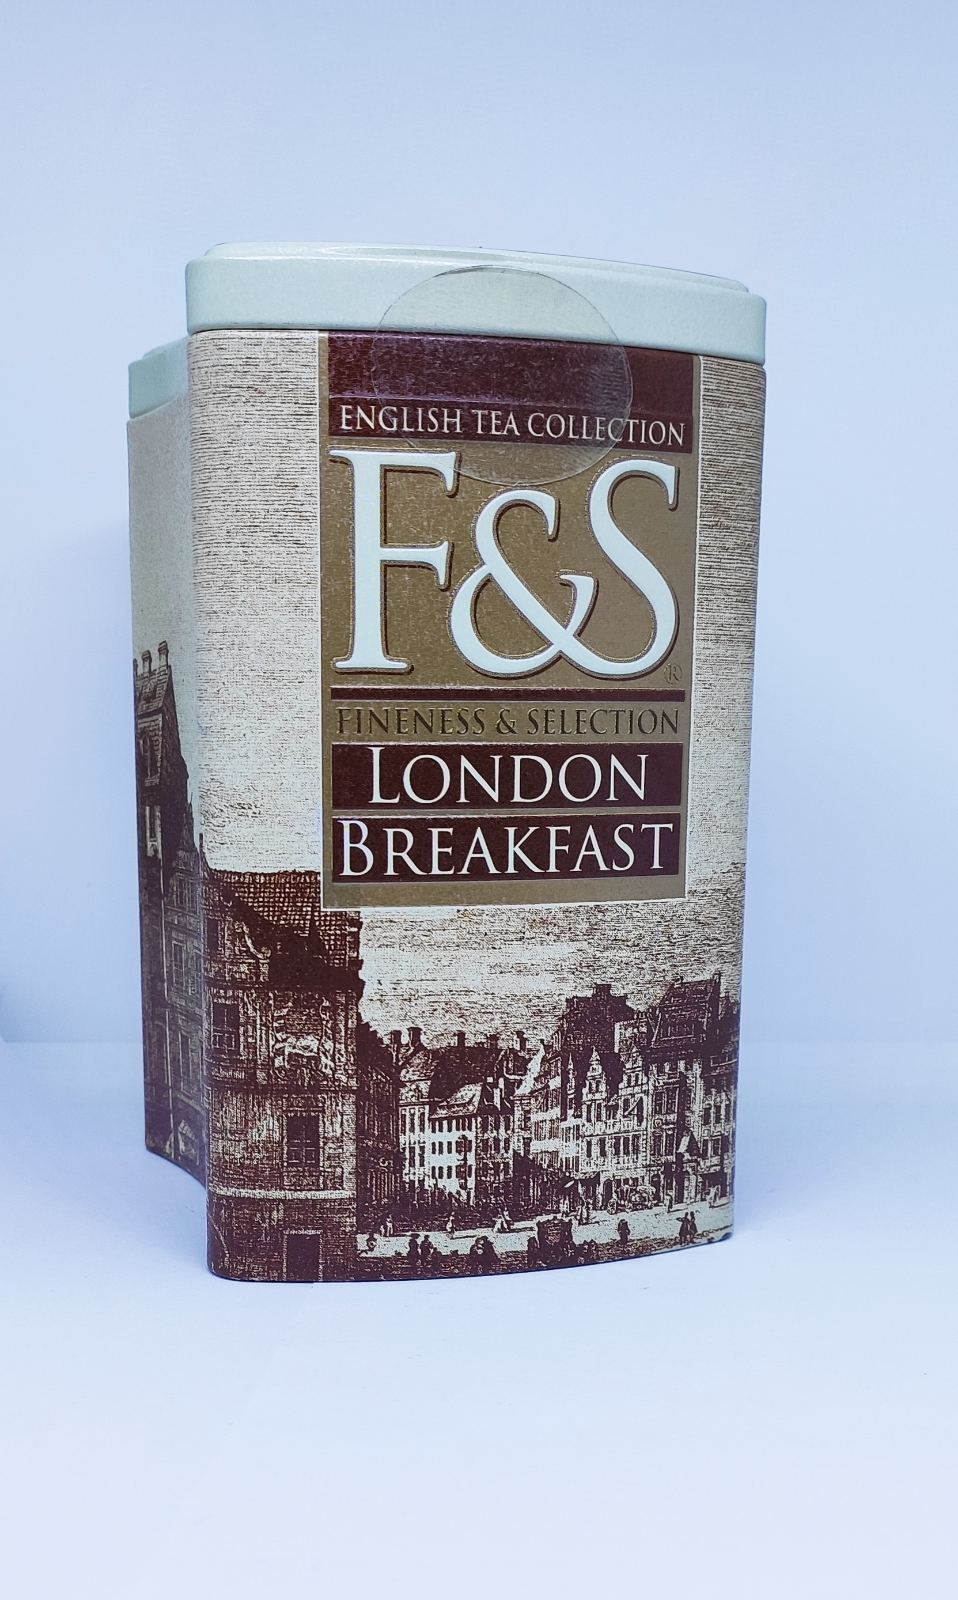 ENGLISH TEA COLLECTION
F&S®
FINENESS & SELECTION
LONDON
BREAKFAST